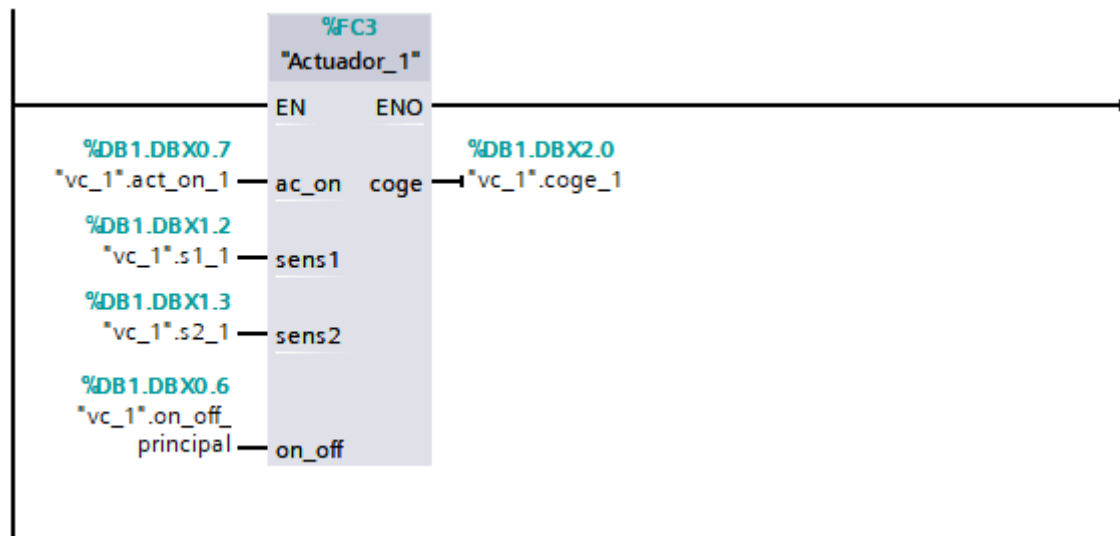 %FC3
"Actuador_1"
EN ENO
%DB1.DBX0.7
"vc_1".act_on_1
ac_on
coge
%DB1.DBX2.0
"vc_1".coge_1
%DB1.DBX1.2
"vc_1".s1_1
sens1
%DB1.DBX1.3
"vc_1".s2_1
sens2
%DB1.DBX0.6
"vc_1".on_off_
principal
on_off